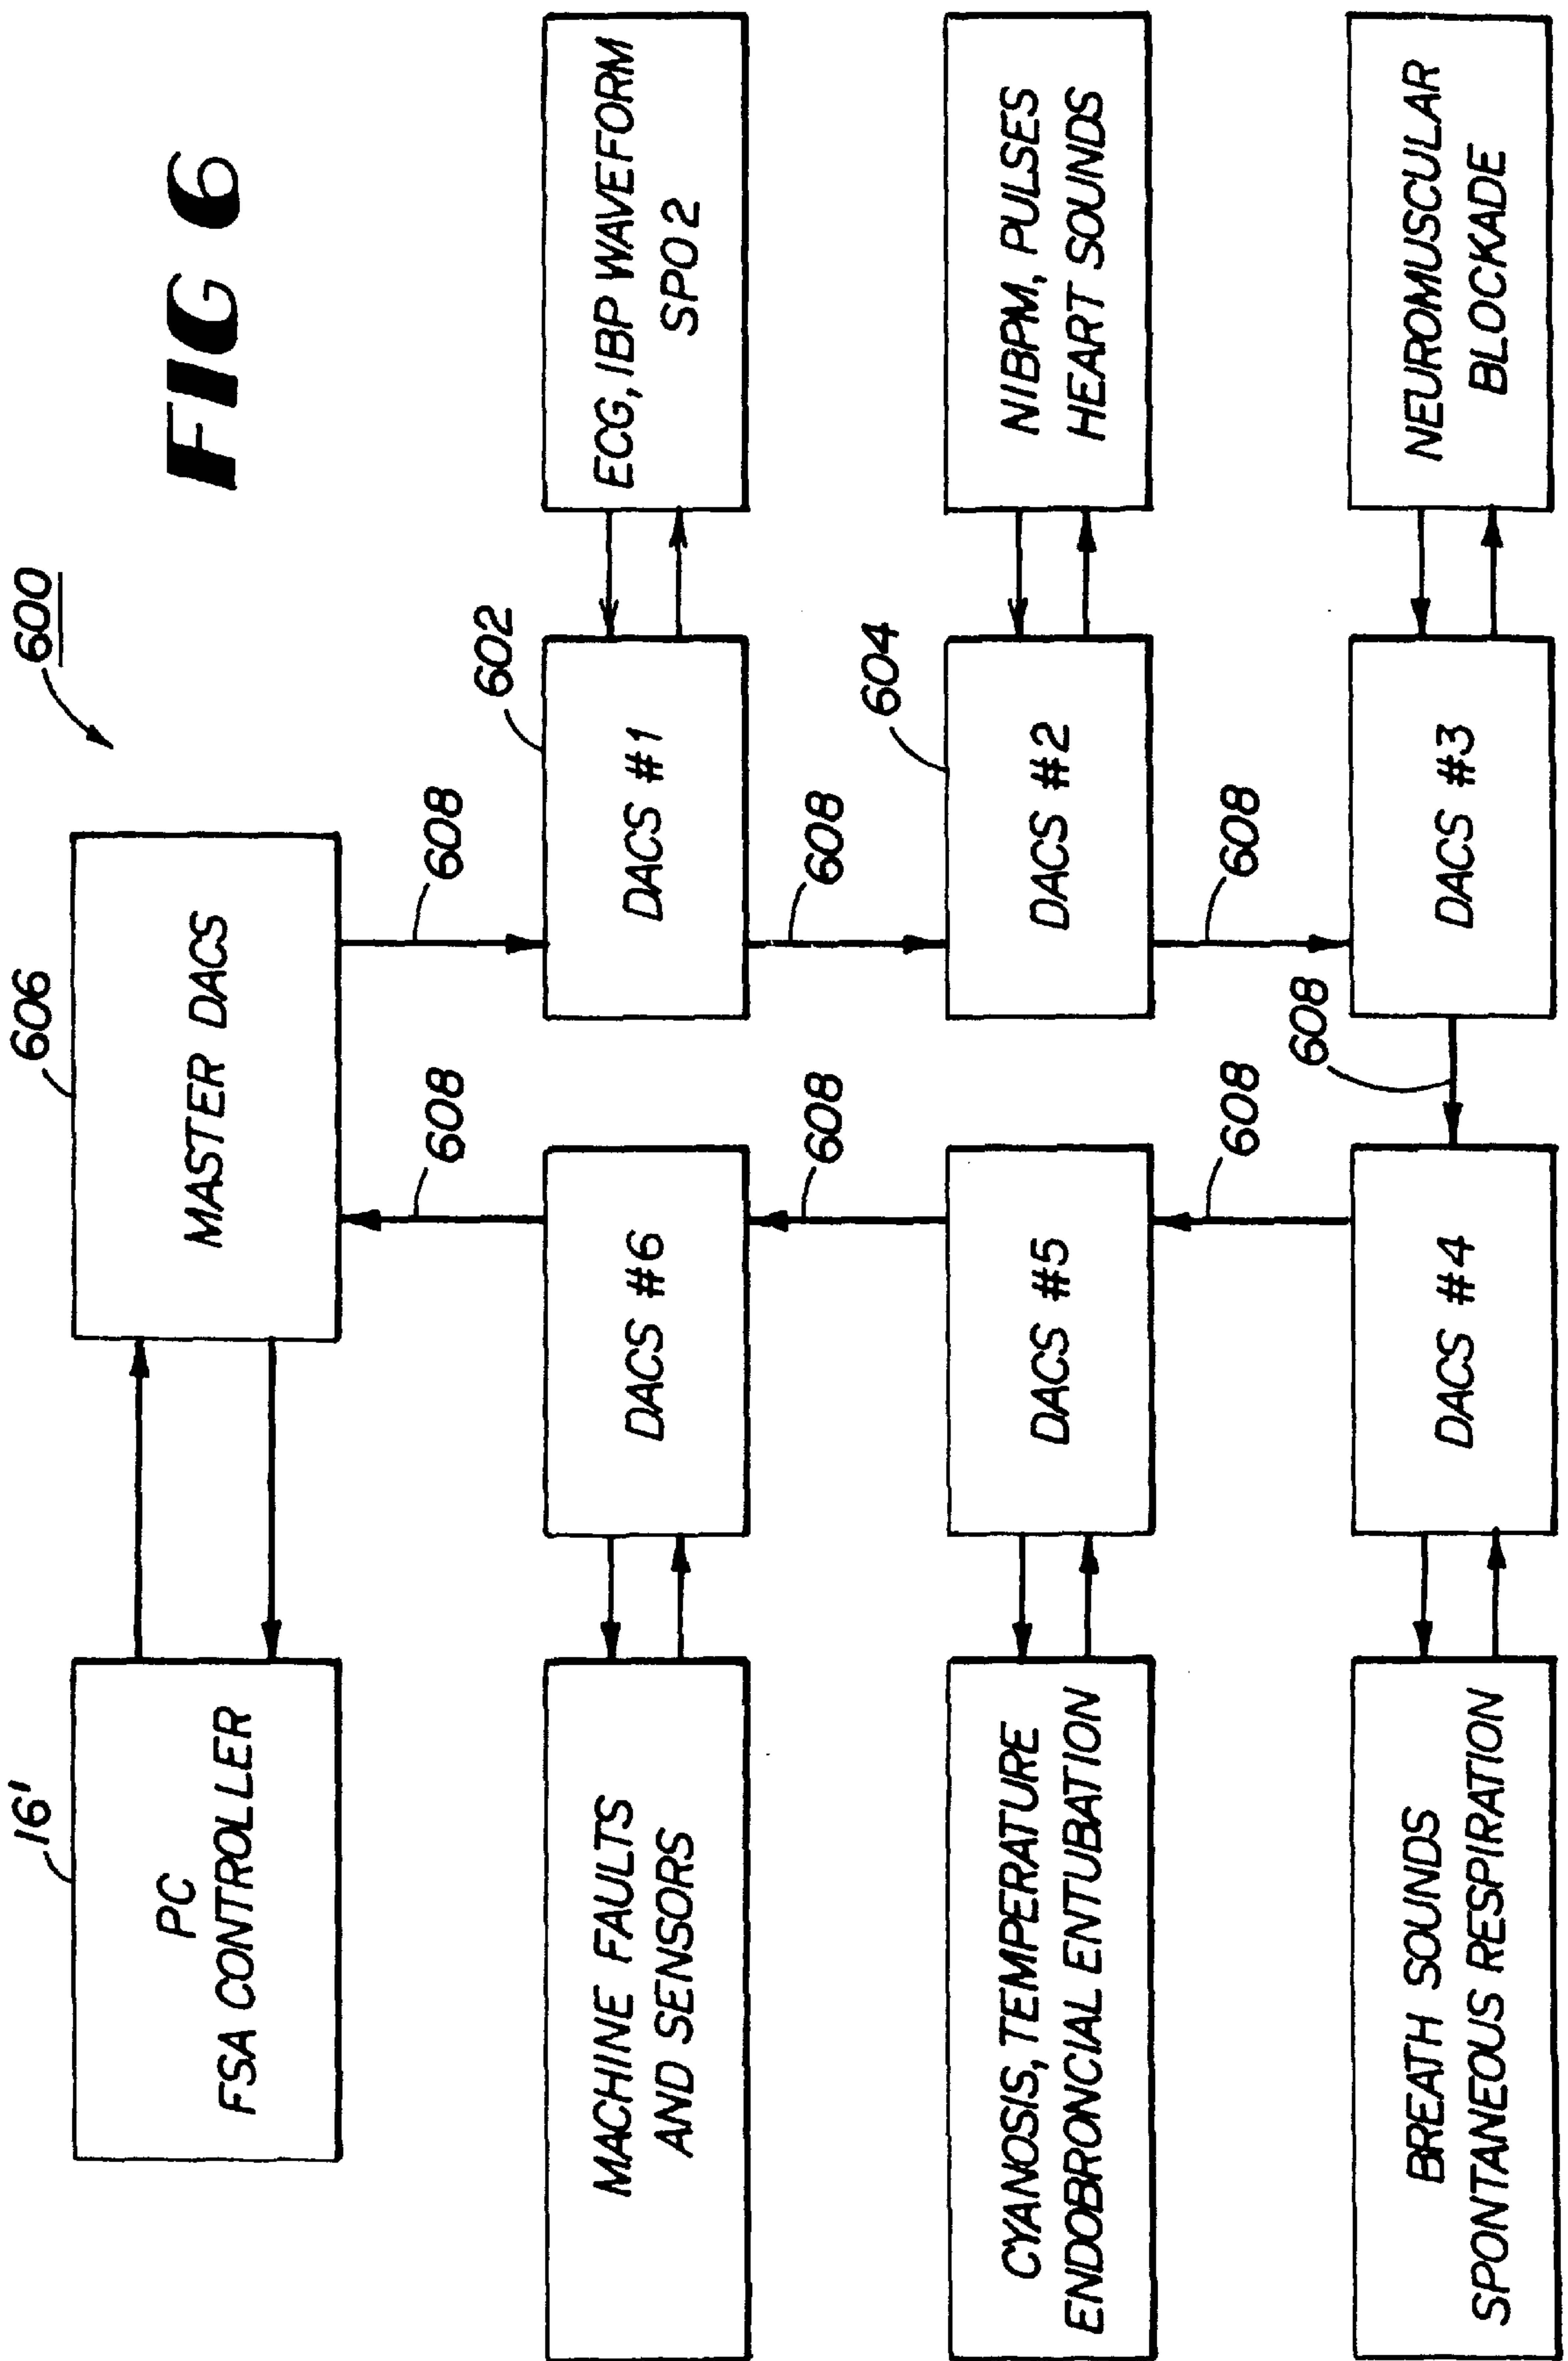 FIG 6
600
16'
PC
FSA CONTROLLER
606
MASTER DACS
608
608
602
MACHINE FAULTS
AND SENSORS
DACS #6
DACS #1
ECG, IBP WAVEFORM
SPO2
608
608
604
CYANOSIS, TEMPERATURE
ENDOBRONCIAL ENTUBATION
DACS #5
DACS #2
NIBPM, PULSES
HEART SOUNDS
608
608
608
BREATH SOUNDS
SPONTANEOUS RESPIRATION
DACS #4
DACS #3
NEUROMUSCULAR
BLOCKADE